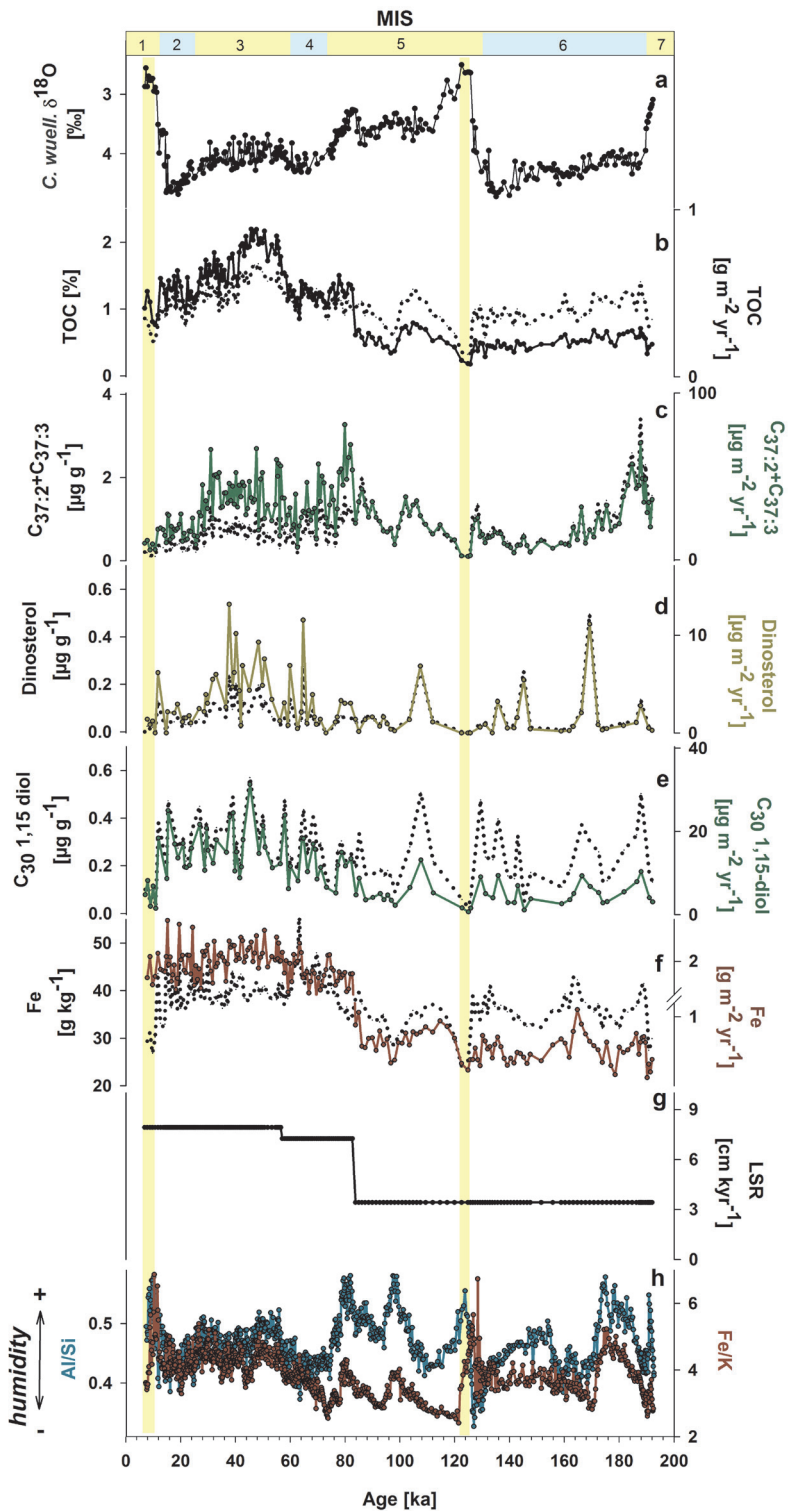 MIS
1 2 3 4 5 6 7
a
C. wuell. δ¹⁸O
[‰]
3
4
b
TOC [%]
2
1
0
1
0
TOC
[g m⁻² yr⁻¹]
c
C37:2+C37:3
[µg g⁻¹]
4
2
0
100
0
C37:2+C37:3
[µg m⁻² yr⁻¹]
d
Dinosterol
[µg g⁻¹]
0.6
0.4
0.2
0.0
10
0
Dinosterol
[µg m⁻² yr⁻¹]
e
C30 1,15 diol
[µg g⁻¹]
0.6
0.4
0.2
0.0
40
20
0
C30 1,15-diol
[µg m⁻² yr⁻¹]
f
Fe
[g kg⁻¹]
50
40
30
20
2
1
Fe
[g m⁻² yr⁻¹]
g
9
6
3
0
LSR
[cm kyr⁻¹]
h
- humidity +
Al/Si
0.5
0.4
6
4
2
Fe/K
0 20 40 60 80 100 120 140 160 180 200
Age [ka]